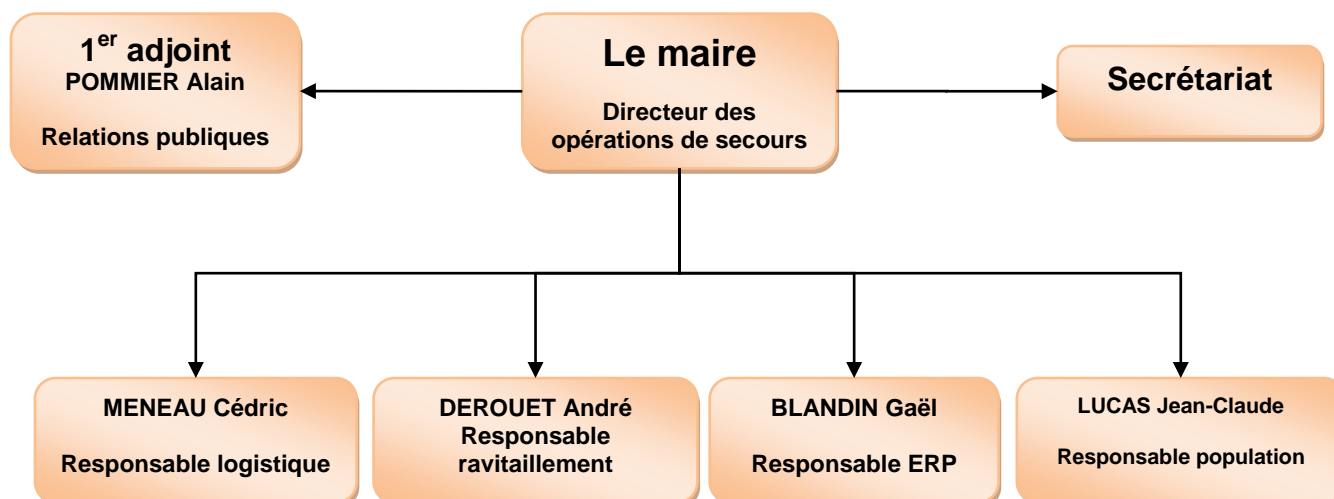 1er adjoint
POMMIER Alain
Relations publiques
Le maire
Directeur des
opérations de secours
Secrétariat
MENEAU Cédric
Responsable logistique
DEROUET André
Responsable
ravitaillement
BLANDIN Gaël
Responsable ERP
LUCAS Jean-Claude
Responsable population